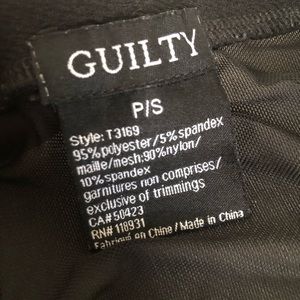 GUILTY
P/S
Style: T3169
95%polyester/5%spandex
maille/mesh:90%nylon/
10%spandex
garnitures non comprises/
exclusive of trimmings
CA#50423
RN#118931
Fabriqué en Chine/Made in China